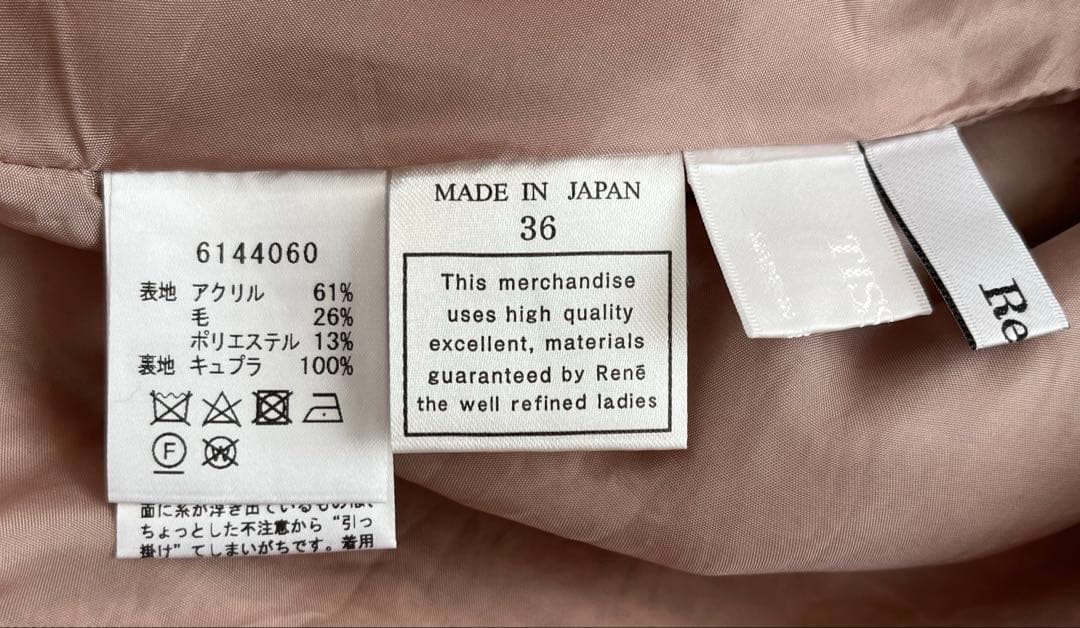 6144060
表地 アクリル 61%
毛 26%
ポリエステル 13%
裏地 キュプラ 100%
F
W
面に糸が浮き出ているものは、
ちょっとした不注意から“引っ
掛け”てしまいがちです。着用
MADE IN JAPAN
36
This merchandise
uses high quality
excellent, materials
guaranteed by René
the well refined ladies
TIS
Re